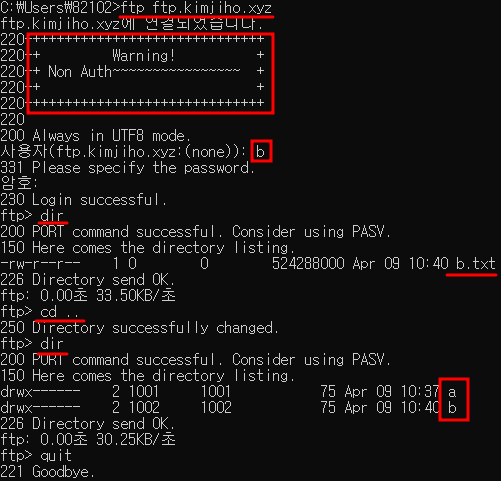 C:\Users\82102>ftp ftp.kimjiho.xyz
ftp.kimjiho.xyz에 연결되었습니다.
220-++++++++++++++++++++++++++++++
220-+         Warning!           +
220-+ Non Auth~~~~~~~~~~~~~~~~   +
220-+                            +
220-++++++++++++++++++++++++++++++
220
200 Always in UTF8 mode.
사용자(ftp.kimjiho.xyz:(none)): b
331 Please specify the password.
암호:
230 Login successful.
ftp> dir
200 PORT command successful. Consider using PASV.
150 Here comes the directory listing.
-rw-r--r--    1 0        0        524288000 Apr 09 10:40 b.txt
226 Directory send OK.
ftp: 0.00초 33.50KB/초
ftp> cd ..
250 Directory successfully changed.
ftp> dir
200 PORT command successful. Consider using PASV.
150 Here comes the directory listing.
drwx------    2 1001     1001           75 Apr 09 10:37 a
drwx------    2 1002     1002           75 Apr 09 10:40 b
226 Directory send OK.
ftp: 0.00초 30.25KB/초
ftp> quit
221 Goodbye.